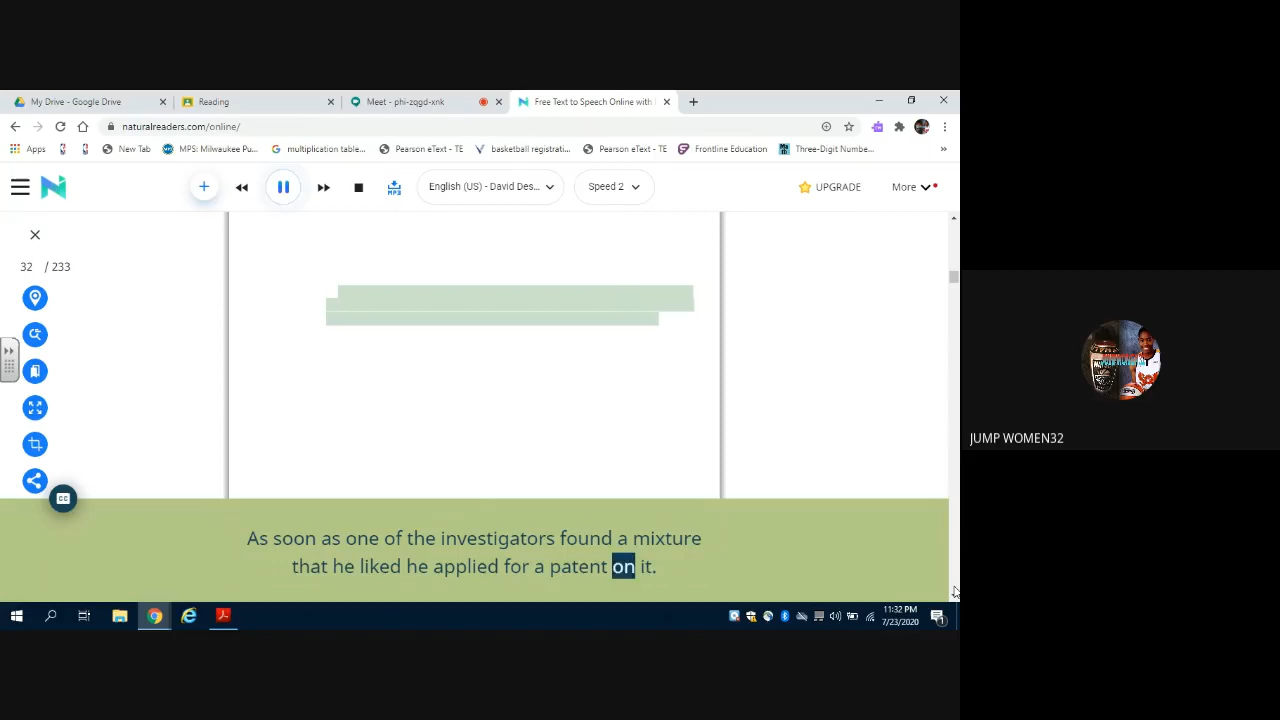 My Drive - Google Drive
Reading
Meet - phi-zqgd-xnk
Free Text to Speech Online with
naturalreaders.com/online/
Apps
New Tab
MPS: Milwaukee Pu...
multiplication table...
Pearson eText - TE
basketball registrati...
Pearson eText - TE
Frontline Education
Three-Digit Numbe...
»
MP3
English (US) - David Des...
Speed 2
UPGRADE
More
32 / 233
CC
As soon as one of the investigators found a mixture
that he liked he applied for a patent on it.
JUMP WOMEN32
11:32 PM
7/23/2020
1